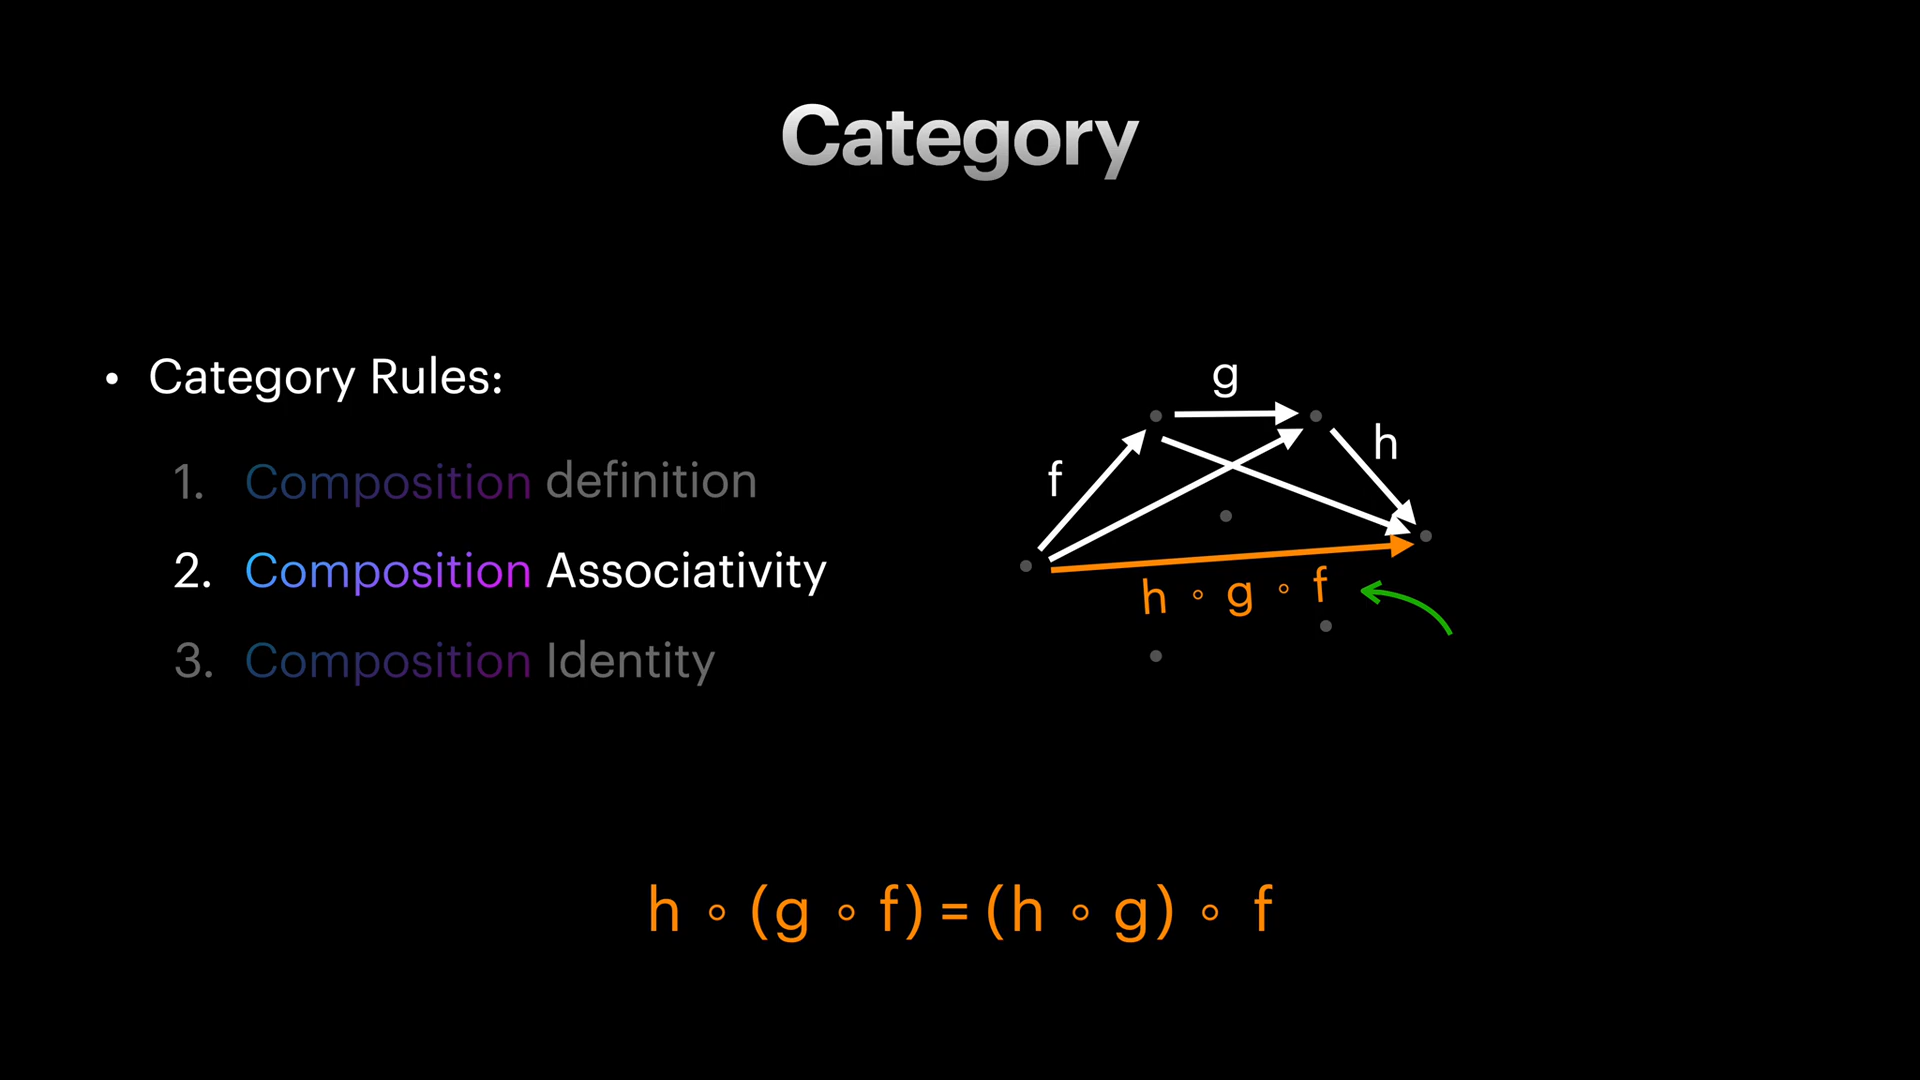 Category
• Category Rules:
1. Composition definition
2. Composition Associativity
3. Composition Identity
g
h
f
h ∘ g ∘ f
h ∘ (g ∘ f) = (h ∘ g) ∘ f